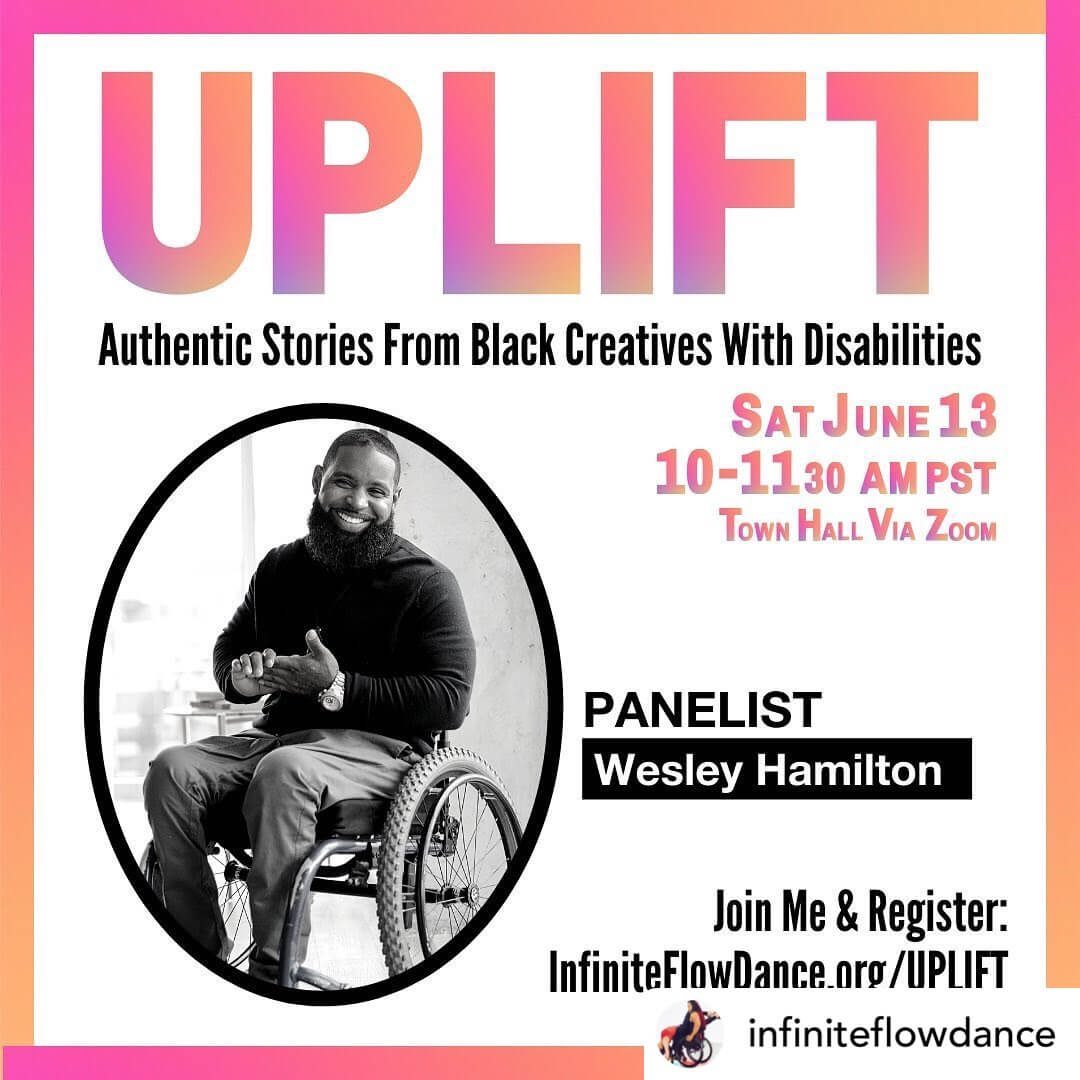 UPLIFT
Authentic Stories From Black Creatives With Disabilities
SAT JUNE 13
10-1130 AM PST
TOWN HALL VIA ZOOM
PANELIST
Wesley Hamilton
Join Me & Register:
InfiniteFlowDance.org/UPLIFT
infiniteflowdance